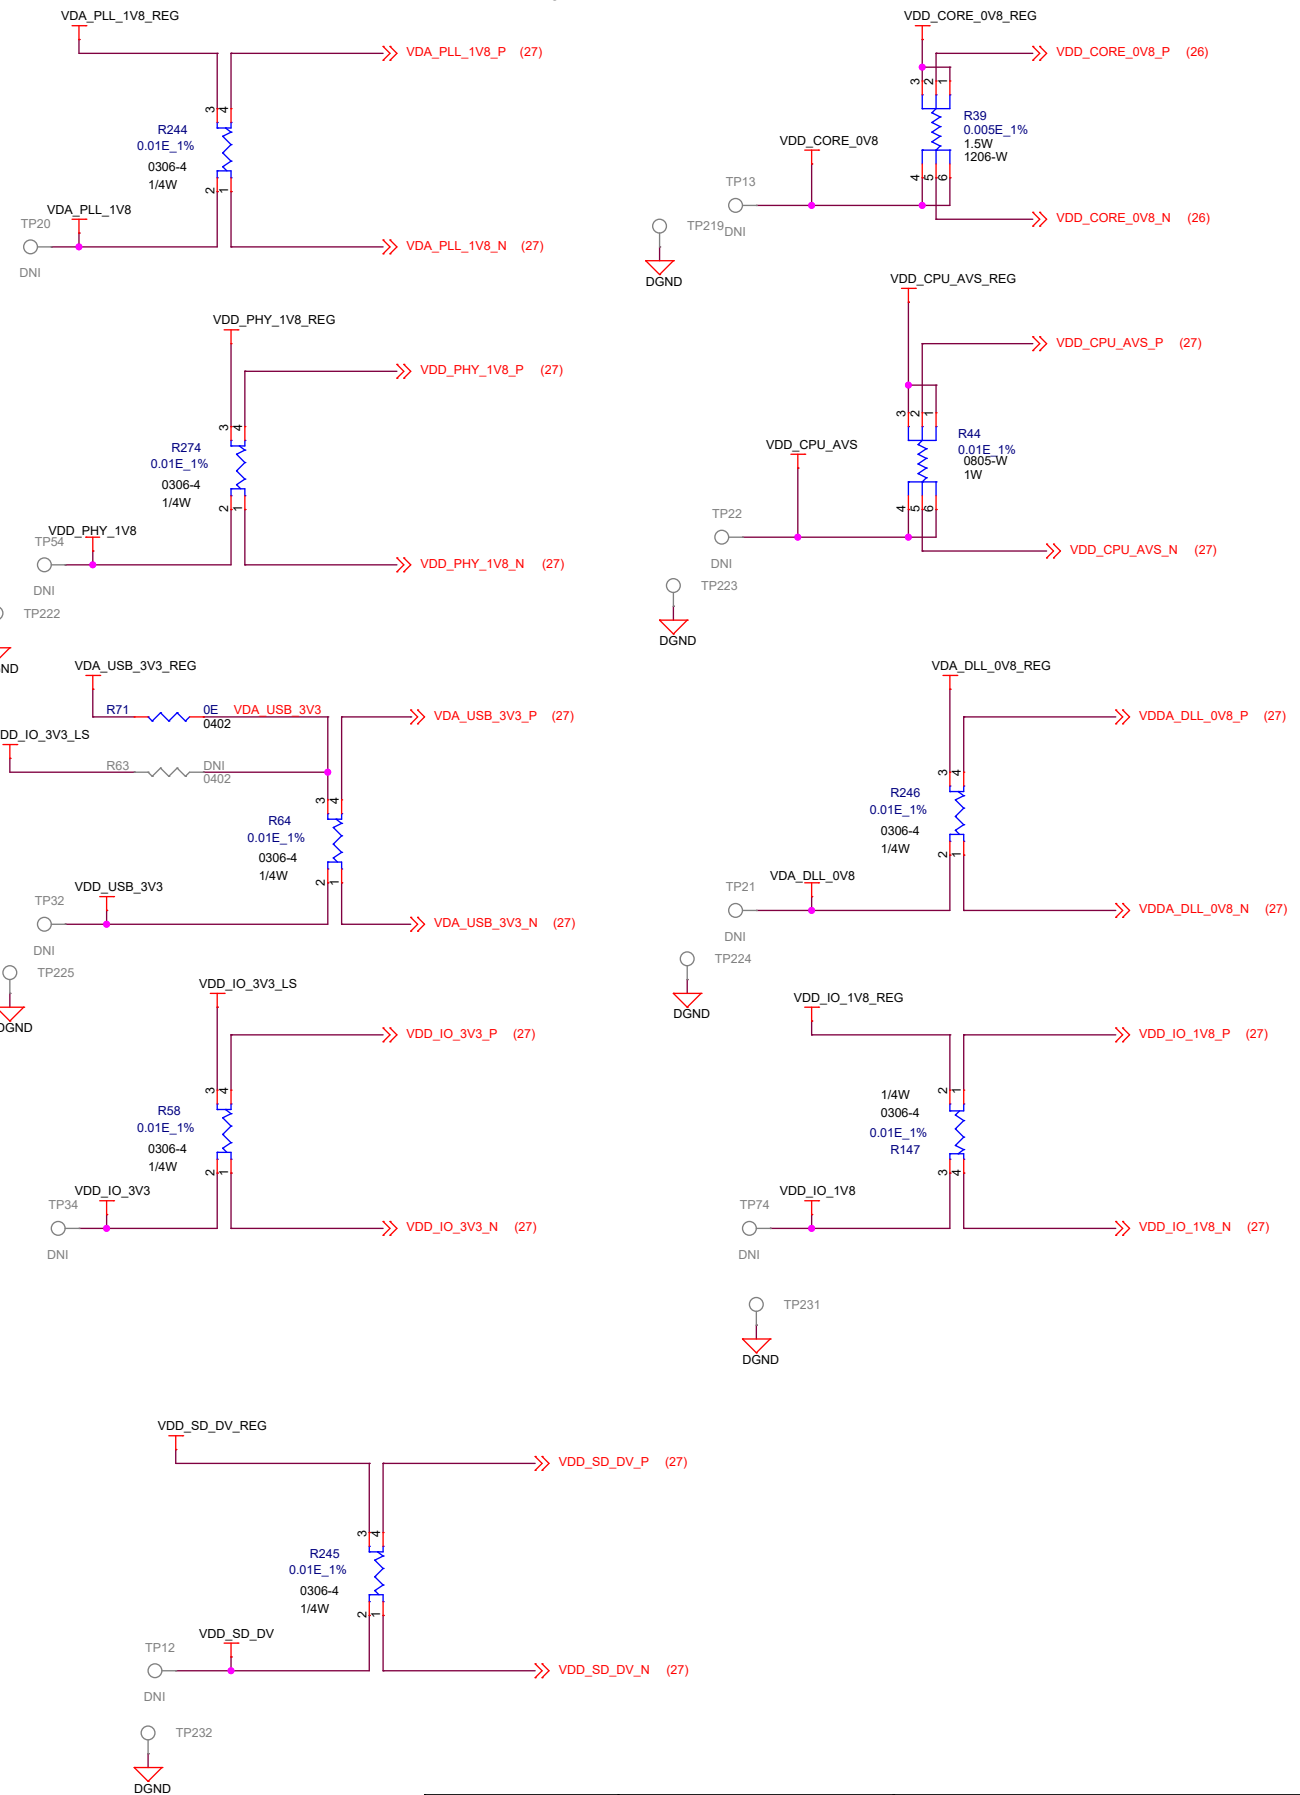 VDA_PLL_1V8_REG
VDA_PLL_1V8_P (27)
3 4
R244
0.01E_1%
0306-4
1/4W
2 1
VDA_PLL_1V8
TP20
DNI
VDA_PLL_1V8_N (27)
VDD_CORE_0V8_REG
VDD_CORE_0V8_P (26)
3 2 1
R39
0.005E_1%
1.5W
1206-W
VDD_CORE_0V8
4 5 6
TP13
DNI
VDD_CORE_0V8_N (26)
TP219
DGND
VDD_PHY_1V8_REG
VDD_PHY_1V8_P (27)
3 4
R274
0.01E_1%
0306-4
1/4W
2 1
VDD_PHY_1V8
TP54
DNI
VDD_PHY_1V8_N (27)
TP222
ND
VDD_CPU_AVS_REG
VDD_CPU_AVS_P (27)
3 2 1
R44
0.01E_1%
0805-W
1W
VDD_CPU_AVS
4 5 6
TP22
DNI
VDD_CPU_AVS_N (27)
TP223
DGND
VDA_USB_3V3_REG
R71 0E VDA_USB_3V3
0402
VDA_USB_3V3_P (27)
DD_IO_3V3_LS
R63 DNI
0402
3 4
R64
0.01E_1%
0306-4
1/4W
2 1
VDD_USB_3V3
TP32
DNI
VDA_USB_3V3_N (27)
TP225
DGND
VDA_DLL_0V8_REG
VDDA_DLL_0V8_P (27)
3 4
R246
0.01E_1%
0306-4
1/4W
2 1
VDA_DLL_0V8
TP21
DNI
VDDA_DLL_0V8_N (27)
TP224
DGND
VDD_IO_3V3_LS
VDD_IO_3V3_P (27)
3 4
R58
0.01E_1%
0306-4
1/4W
2 1
VDD_IO_3V3
TP34
DNI
VDD_IO_3V3_N (27)
VDD_IO_1V8_REG
VDD_IO_1V8_P (27)
2 1
1/4W
0306-4
0.01E_1%
R147
3 4
VDD_IO_1V8
TP74
DNI
VDD_IO_1V8_N (27)
TP231
DGND
VDD_SD_DV_REG
VDD_SD_DV_P (27)
3 4
R245
0.01E_1%
0306-4
1/4W
2 1
VDD_SD_DV
TP12
DNI
VDD_SD_DV_N (27)
TP232
DGND